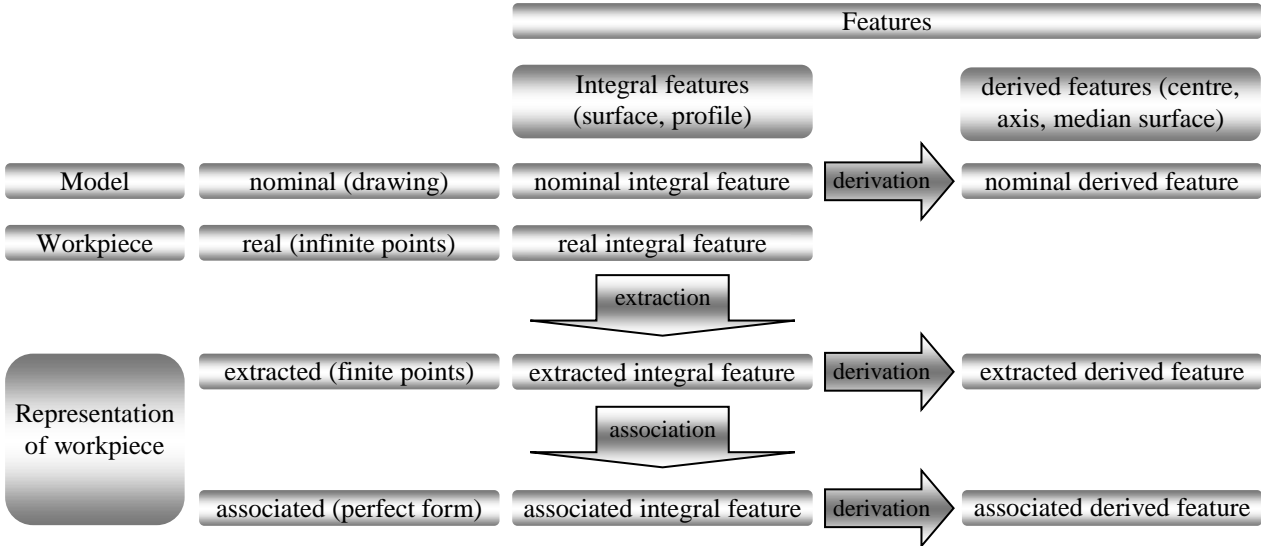 Features
Integral features
(surface, profile)
derived features (centre,
axis, median surface)
Model
nominal (drawing)
nominal integral feature
derivation
nominal derived feature
Workpiece
real (infinite points)
real integral feature
extraction
Representation
of workpiece
extracted (finite points)
extracted integral feature
derivation
extracted derived feature
association
associated (perfect form)
associated integral feature
derivation
associated derived feature